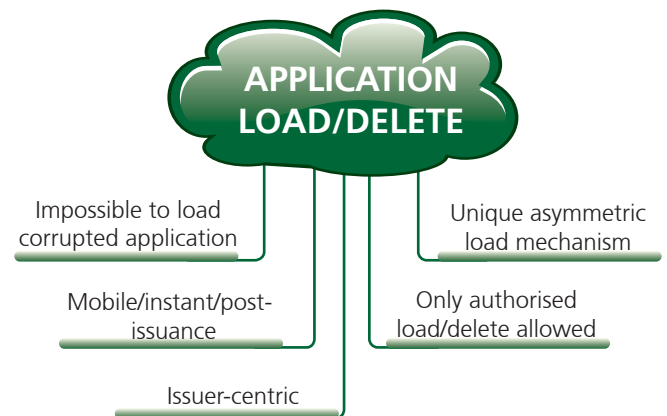 APPLICATION
LOAD/DELETE
Impossible to load
corrupted application
Unique asymmetric
load mechanism
Mobile/instant/post-
issuance
Only authorised
load/delete allowed
Issuer-centric